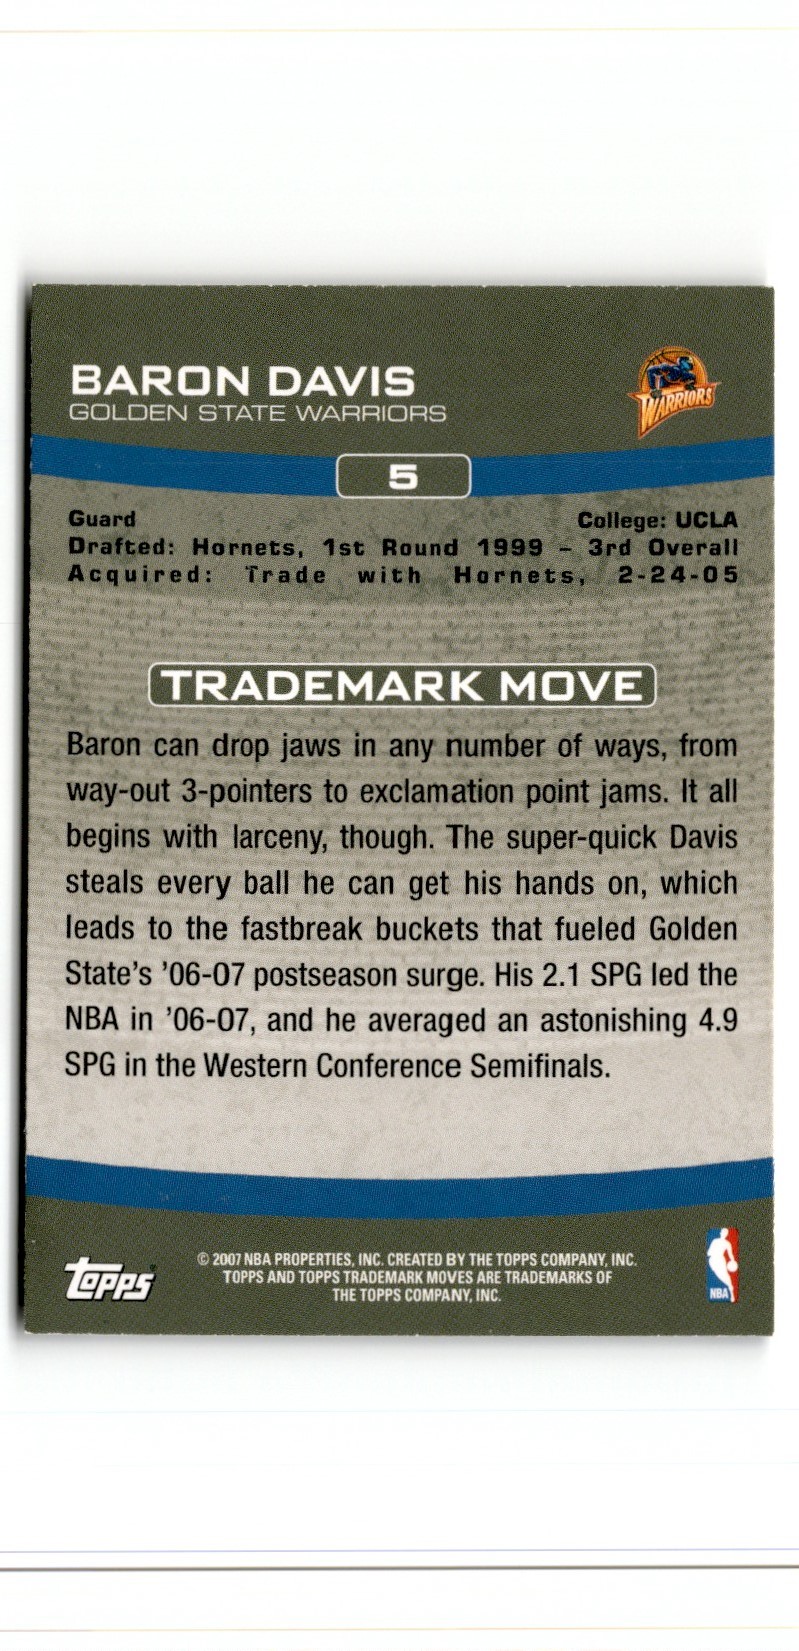 BARON DAVIS
GOLDEN STATE WARRIORS
WARRIORS
5
Guard College: UCLA
Drafted: Hornets, 1st Round 1999 – 3rd Overall
Acquired: Trade with Hornets, 2-24-05
TRADEMARK MOVE
Baron can drop jaws in any number of ways, from
way-out 3-pointers to exclamation point jams. It all
begins with larceny, though. The super-quick Davis
steals every ball he can get his hands on, which
leads to the fastbreak buckets that fueled Golden
State's '06-07 postseason surge. His 2.1 SPG led the
NBA in '06-07, and he averaged an astonishing 4.9
SPG in the Western Conference Semifinals.
topps
© 2007 NBA PROPERTIES, INC. CREATED BY THE TOPPS COMPANY, INC.
TOPPS AND TOPPS TRADEMARK MOVES ARE TRADEMARKS OF
THE TOPPS COMPANY, INC.
NBA